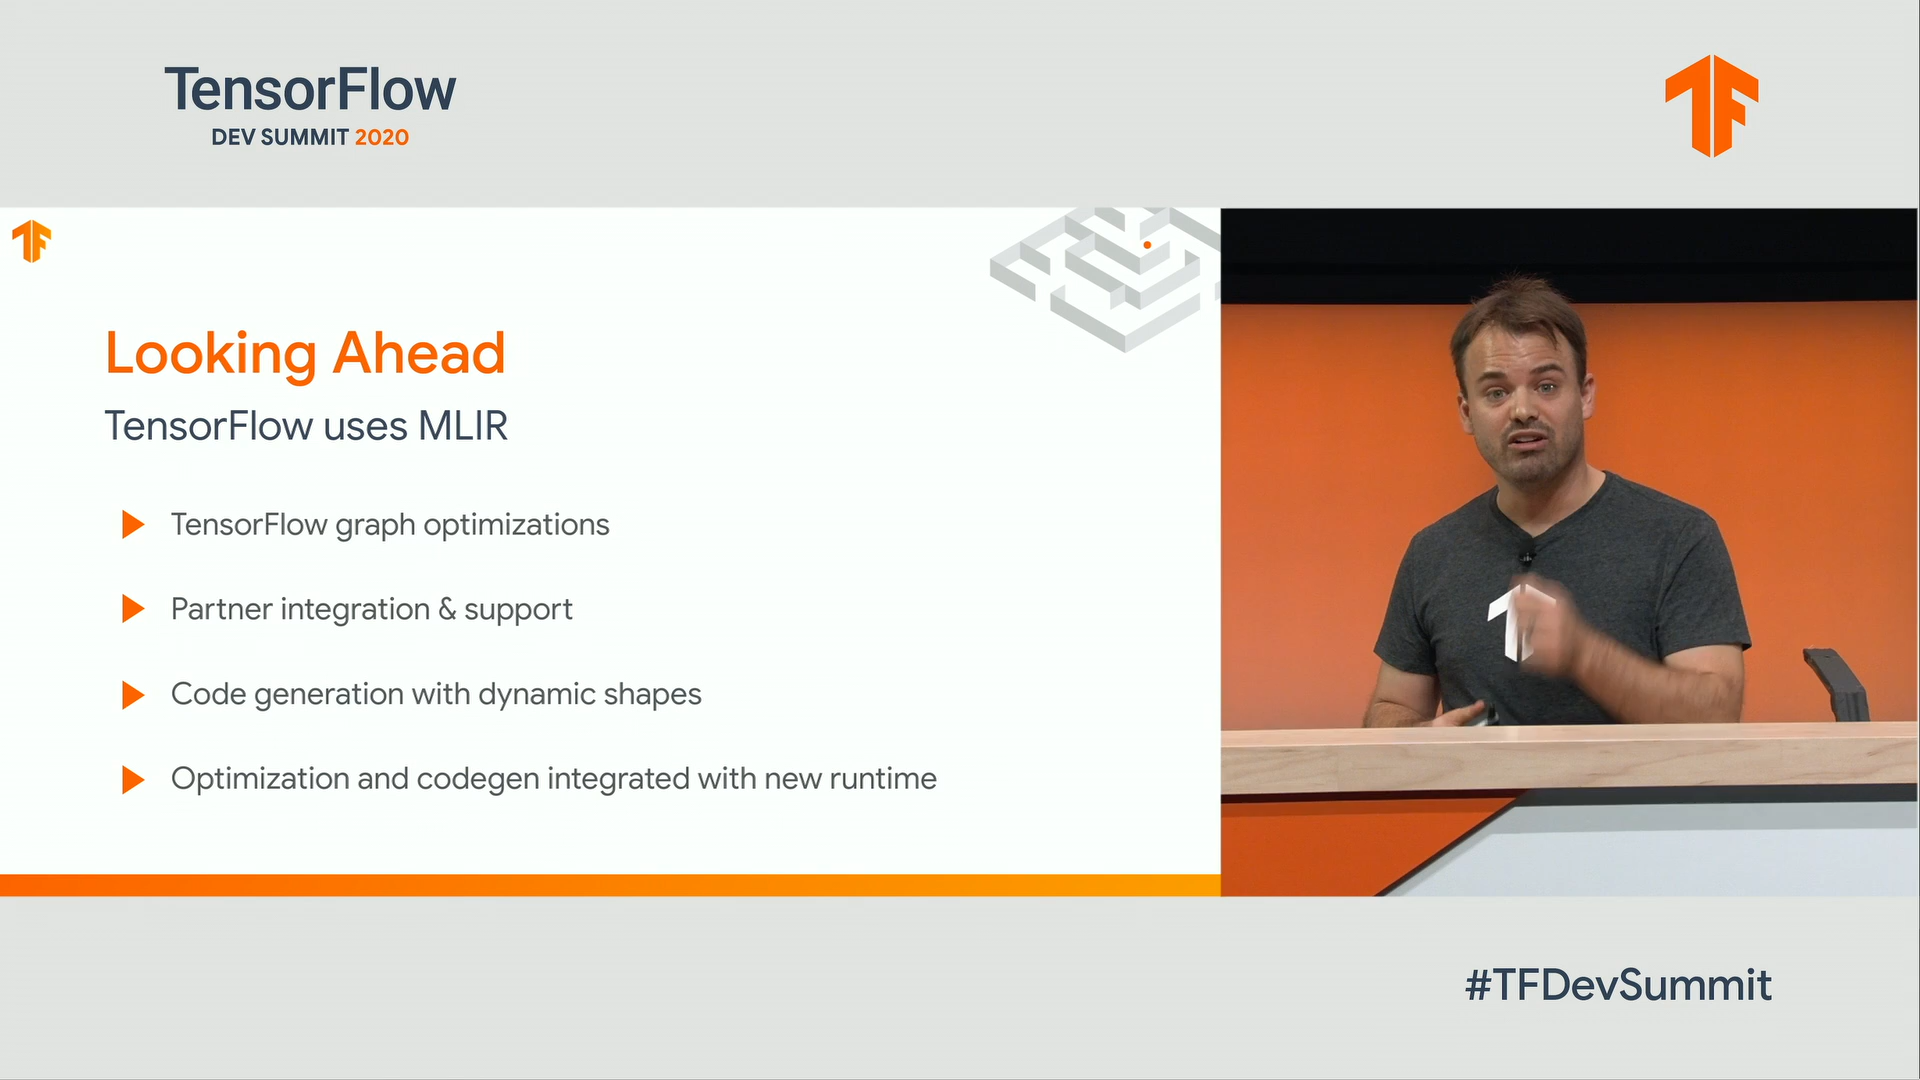 TensorFlow
DEV SUMMIT 2020
Looking Ahead
TensorFlow uses MLIR
TensorFlow graph optimizations
Partner integration & support
Code generation with dynamic shapes
Optimization and codegen integrated with new runtime
#TFDevSummit